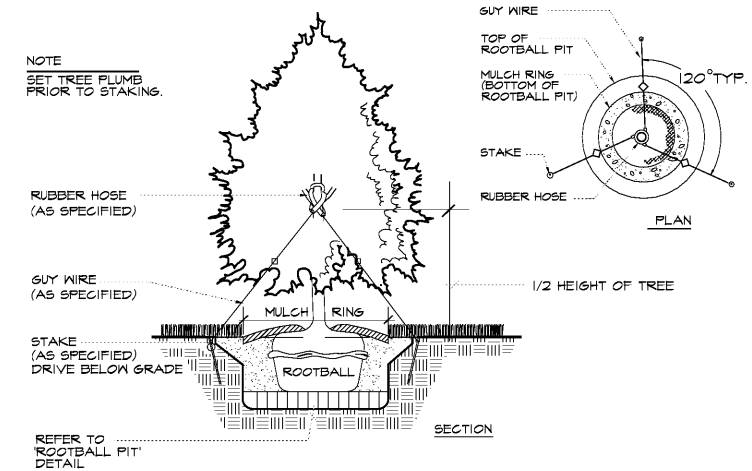 NOTE
SET TREE PLUMB
PRIOR TO STAKING.
RUBBER HOSE
(AS SPECIFIED)
GUY WIRE
(AS SPECIFIED)
STAKE
(AS SPECIFIED)
DRIVE BELOW GRADE
REFER TO
'ROOTBALL PIT'
DETAIL
MULCH RING
ROOTBALL
1/2 HEIGHT OF TREE
SECTION
GUY WIRE
TOP OF
ROOTBALL PIT
MULCH RING
(BOTTOM OF
ROOTBALL PIT)
STAKE
RUBBER HOSE
120°TYP.
PLAN